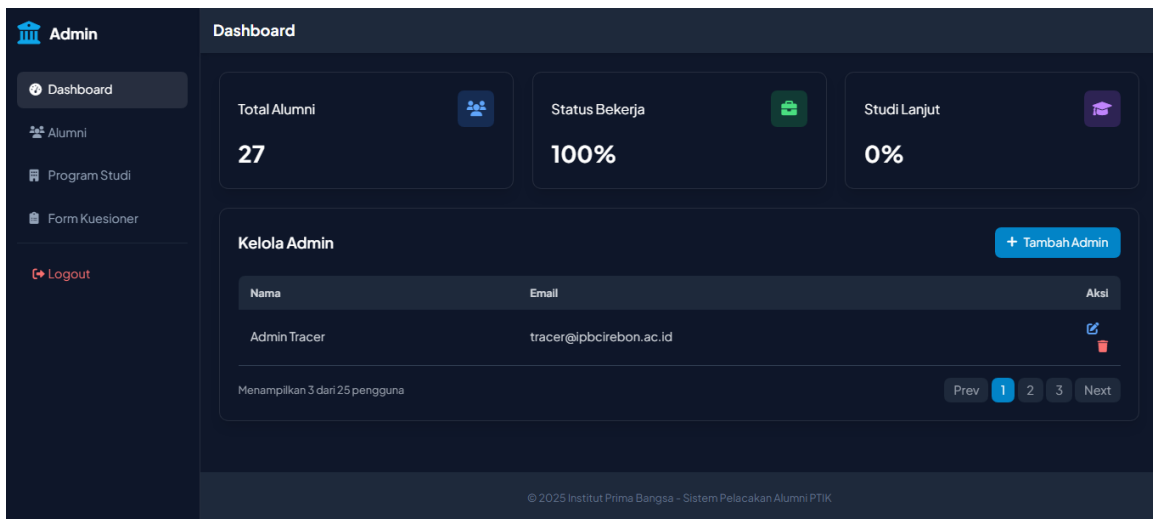 Admin
Dashboard
Dashboard
Alumni
Program Studi
Form Kuesioner
Logout
Total Alumni
27
Status Bekerja
100%
Studi Lanjut
0%
Kelola Admin
+ Tambah Admin
Nama Email Aksi
Admin Tracer tracer@ipbcirebon.ac.id
Menampilkan 3 dari 25 pengguna
Prev 1 2 3 Next
© 2025 Institut Prima Bangsa - Sistem Pelacakan Alumni PTIK